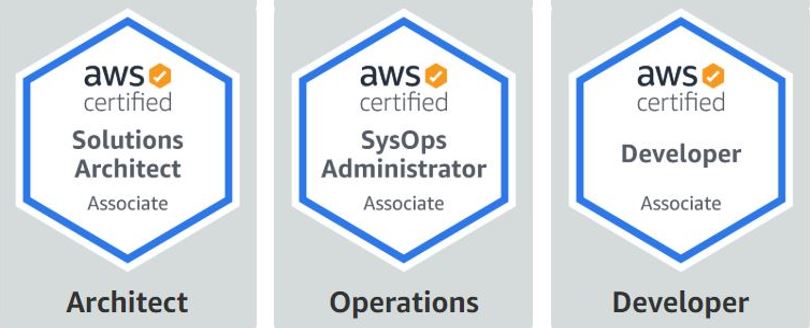 aws
certified
Solutions
Architect
Associate
Architect
aws
certified
SysOps
Administrator
Associate
Operations
aws
certified
Developer
Associate
Developer